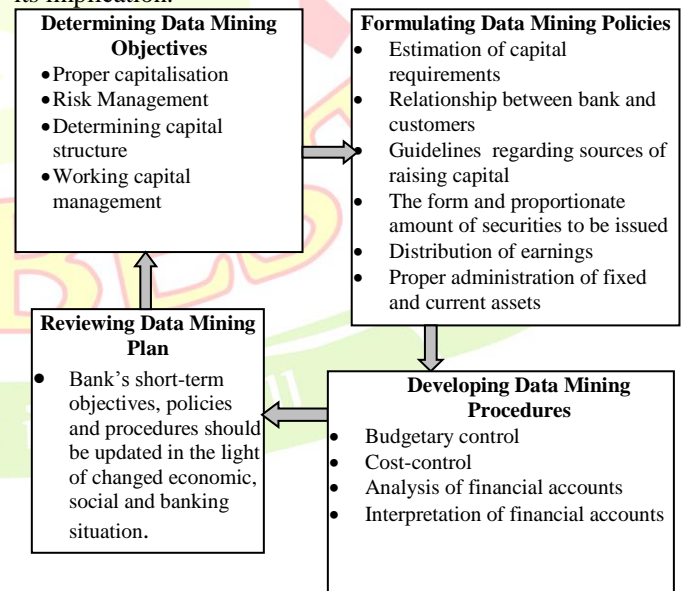 its implication.
Determining Data Mining
Objectives
•Proper capitalisation
•Risk Management
•Determining capital
structure
•Working capital
management
Formulating Data Mining Policies
• Estimation of capital
requirements
• Relationship between bank and
customers
• Guidelines regarding sources of
raising capital
• The form and proportionate
amount of securities to be issued
• Distribution of earnings
• Proper administration of fixed
and current assets
Developing Data Mining
Procedures
• Budgetary control
• Cost-control
• Analysis of financial accounts
• Interpretation of financial accounts
Reviewing Data Mining
Plan
• Bank's short-term
objectives, policies
and procedures should
be updated in the light
of changed economic,
social and banking
situation.